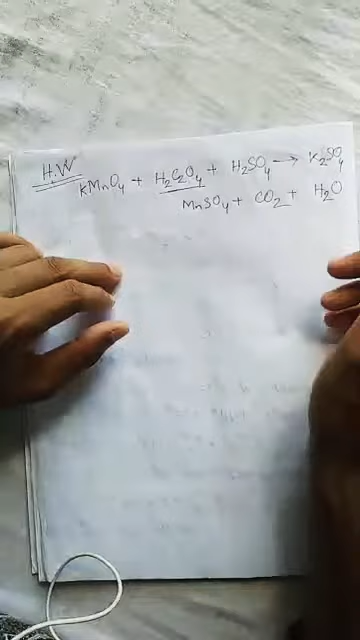 H.W
KMnO4 + H2C2O4 + H2SO4 → K2SO4
MnSO4 + CO2 + H2O